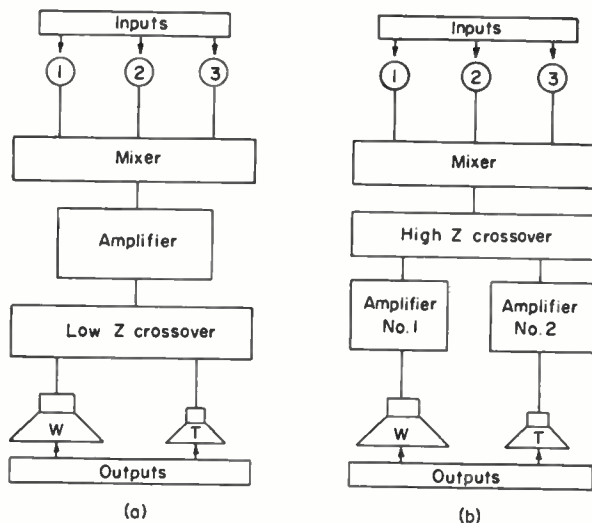 Inputs
1 2 3
Mixer
Amplifier
Low Z crossover
W T
Outputs
(a)
Inputs
1 2 3
Mixer
High Z crossover
Amplifier
No. 1
Amplifier
No. 2
W T
Outputs
(b)